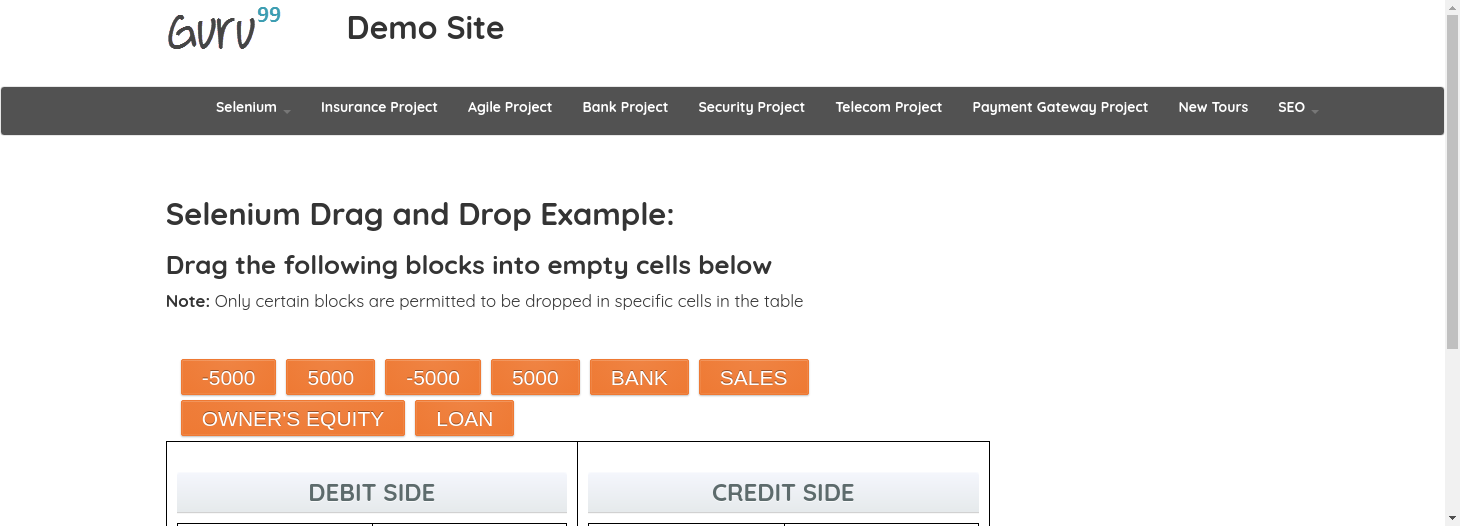 Guru99 Demo Site
Selenium Insurance Project Agile Project Bank Project Security Project Telecom Project Payment Gateway Project New Tours SEO
Selenium Drag and Drop Example:
Drag the following blocks into empty cells below
Note: Only certain blocks are permitted to be dropped in specific cells in the table
-5000 5000 -5000 5000 BANK SALES
OWNER'S EQUITY LOAN
DEBIT SIDE CREDIT SIDE